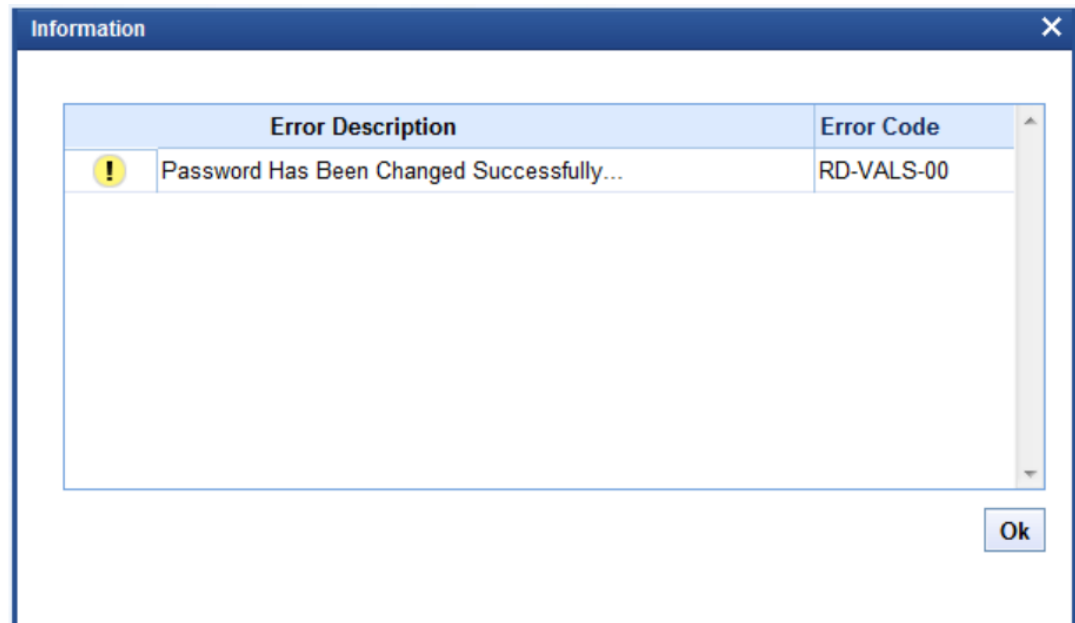 Information
Error Description Error Code
! Password Has Been Changed Successfully... RD-VALS-00
Ok